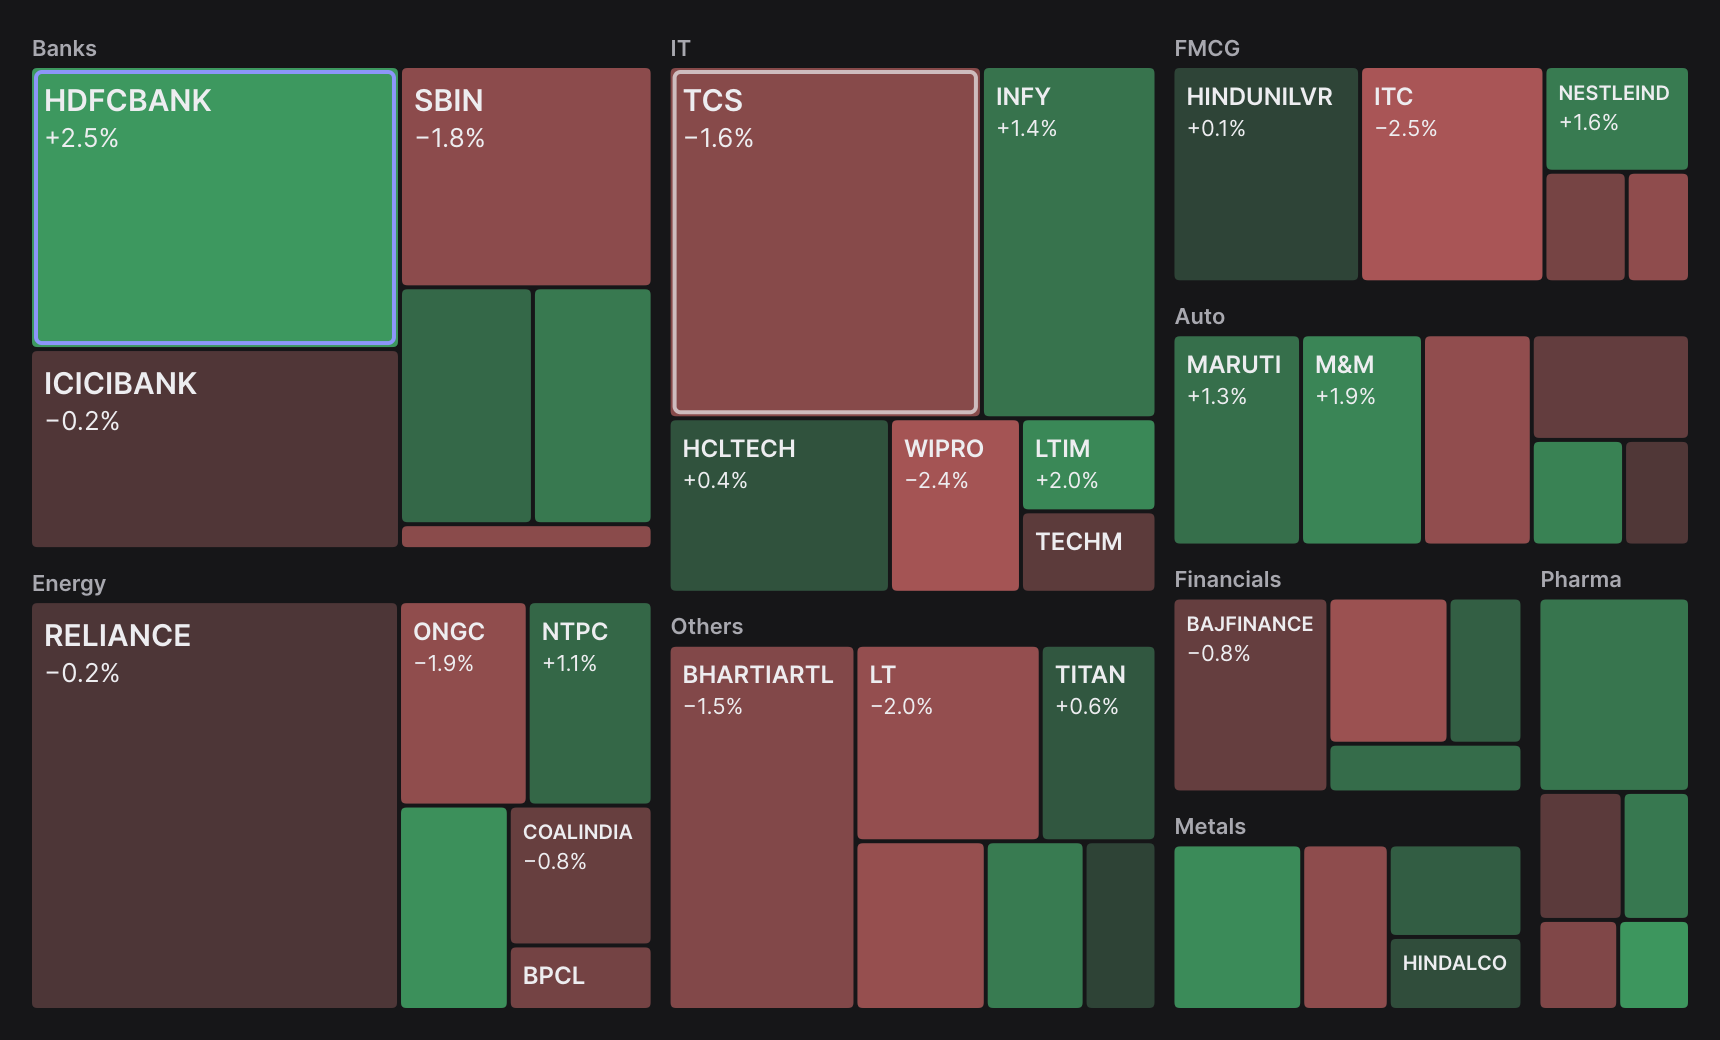 Banks
HDFCBANK
+2.5%
SBIN
−1.8%
ICICIBANK
−0.2%
Energy
RELIANCE
−0.2%
ONGC
−1.9%
NTPC
+1.1%
COALINDIA
−0.8%
BPCL
IT
TCS
−1.6%
INFY
+1.4%
HCLTECH
+0.4%
WIPRO
−2.4%
LTIM
+2.0%
TECHM
Others
BHARTIARTL
−1.5%
LT
−2.0%
TITAN
+0.6%
FMCG
HINDUNILVR
+0.1%
ITC
−2.5%
NESTLEIND
+1.6%
Auto
MARUTI
+1.3%
M&M
+1.9%
Financials
BAJFINANCE
−0.8%
Pharma
Metals
HINDALCO